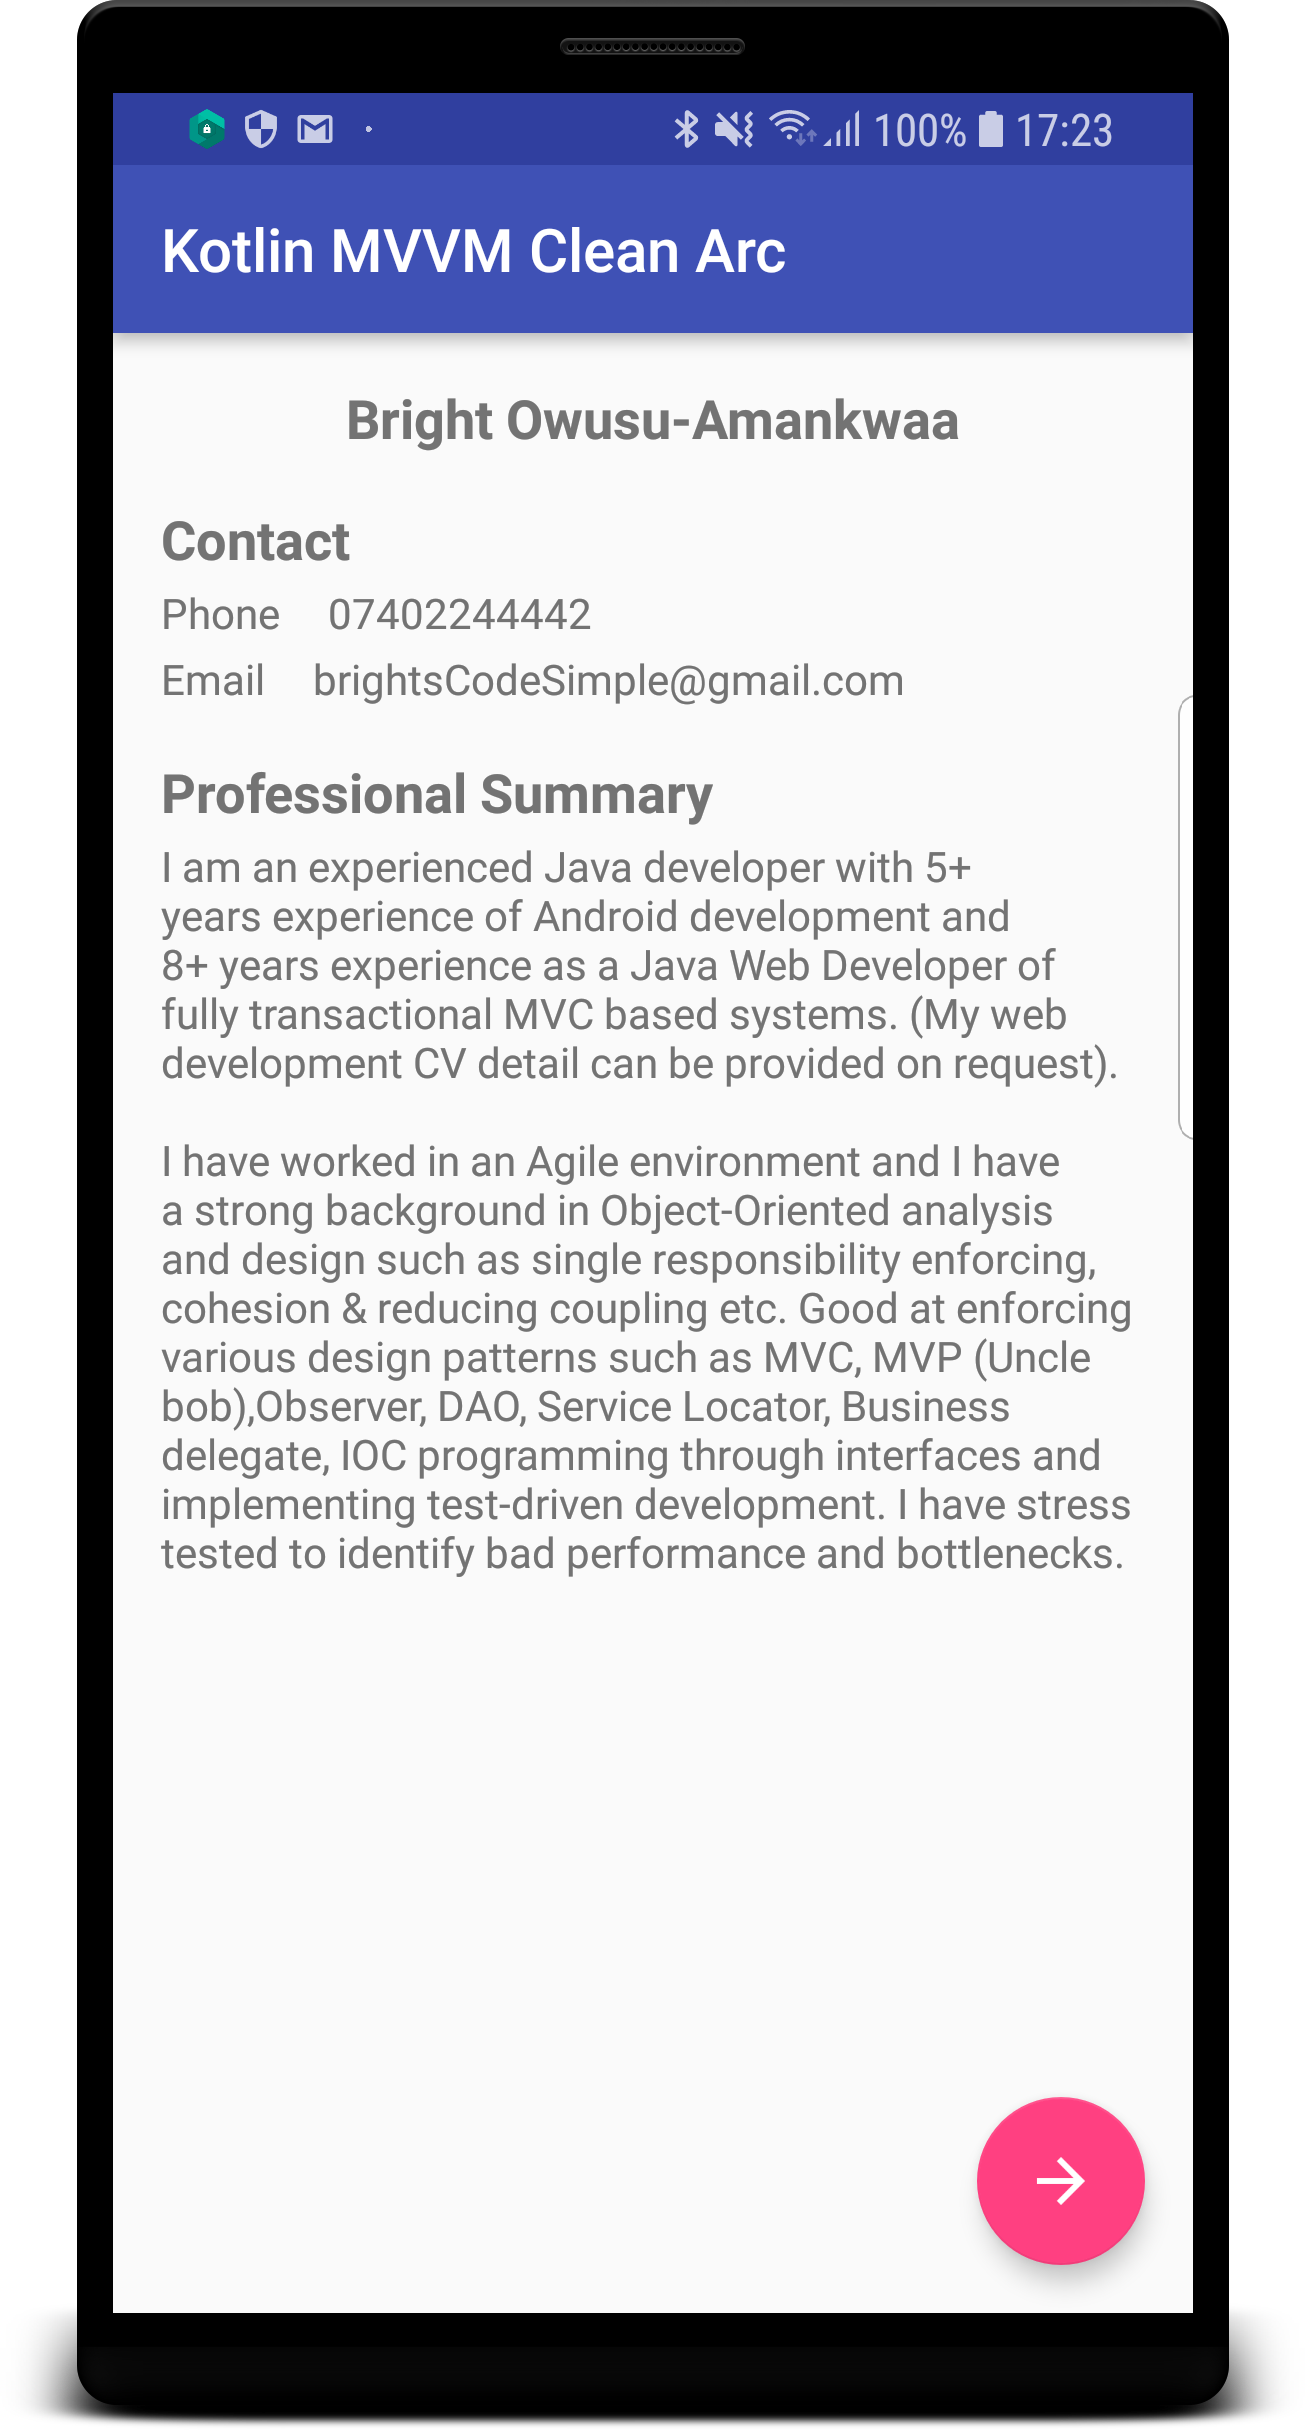 100% 17:23
Kotlin MVVM Clean Arc
Bright Owusu-Amankwaa
Contact
Phone 07402244442
Email brightsCodeSimple@gmail.com
Professional Summary
I am an experienced Java developer with 5+
years experience of Android development and
8+ years experience as a Java Web Developer of
fully transactional MVC based systems. (My web
development CV detail can be provided on request).
I have worked in an Agile environment and I have
a strong background in Object-Oriented analysis
and design such as single responsibility enforcing,
cohesion & reducing coupling etc. Good at enforcing
various design patterns such as MVC, MVP (Uncle
bob),Observer, DAO, Service Locator, Business
delegate, IOC programming through interfaces and
implementing test-driven development. I have stress
tested to identify bad performance and bottlenecks.